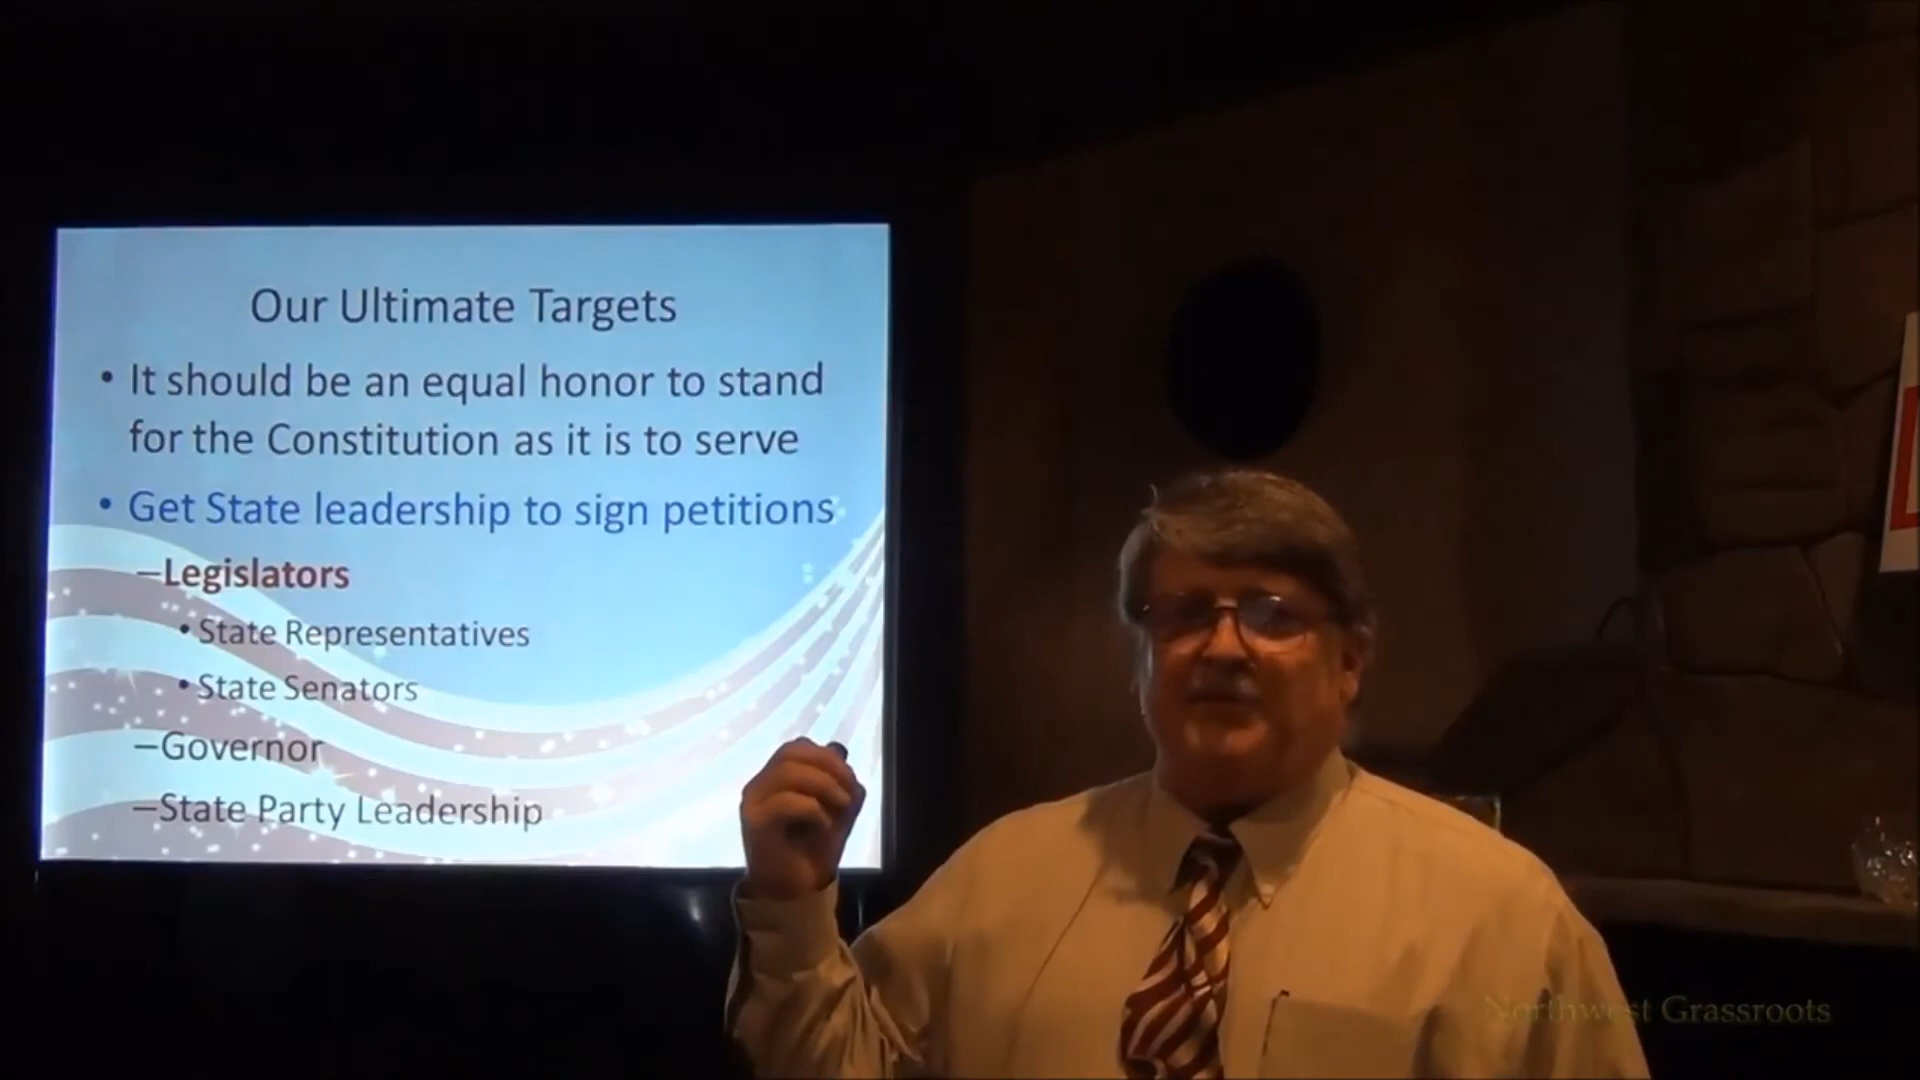 Our Ultimate Targets
• It should be an equal honor to stand
for the Constitution as it is to serve
• Get State leadership to sign petitions
–Legislators
• State Representatives
• State Senators
–Governor
–State Party Leadership
Northwest Grassroots